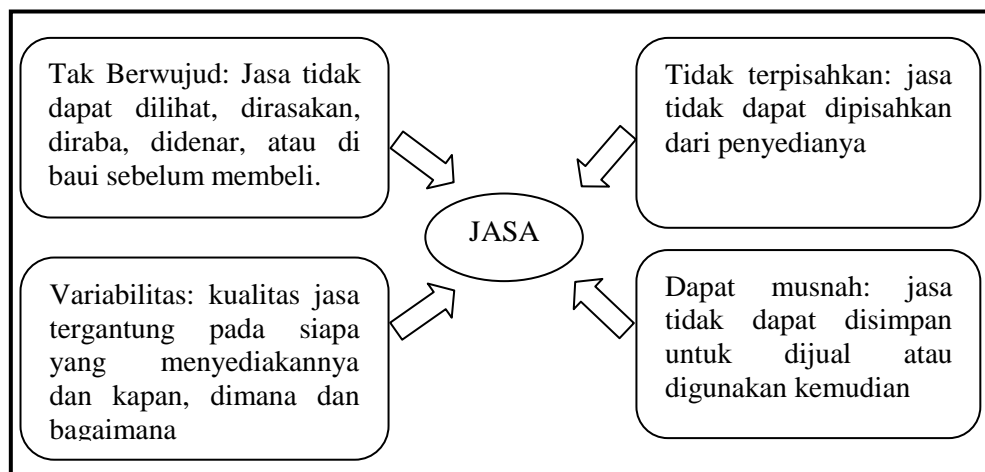 Tak Berwujud: Jasa tidak
dapat dilihat, dirasakan,
diraba, didenar, atau di
baui sebelum membeli.
Tidak terpisahkan: jasa
tidak dapat dipisahkan
dari penyedianya
JASA
Variabilitas: kualitas jasa
tergantung pada siapa
yang menyediakannya
dan kapan, dimana dan
bagaimana
Dapat musnah: jasa
tidak dapat disimpan
untuk dijual atau
digunakan kemudian